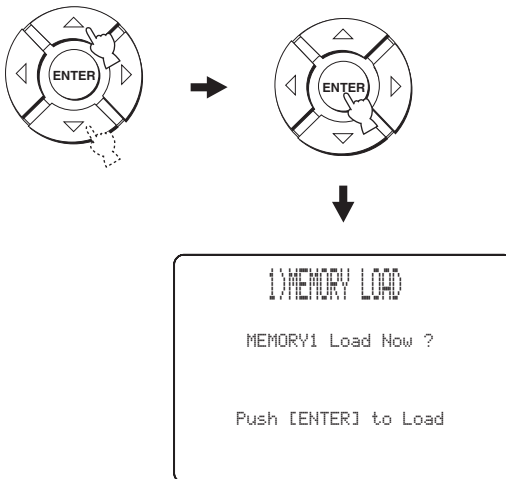 ENTER
ENTER
1)MEMORY LOAD
MEMORY1 Load Now ?
Push [ENTER] to Load